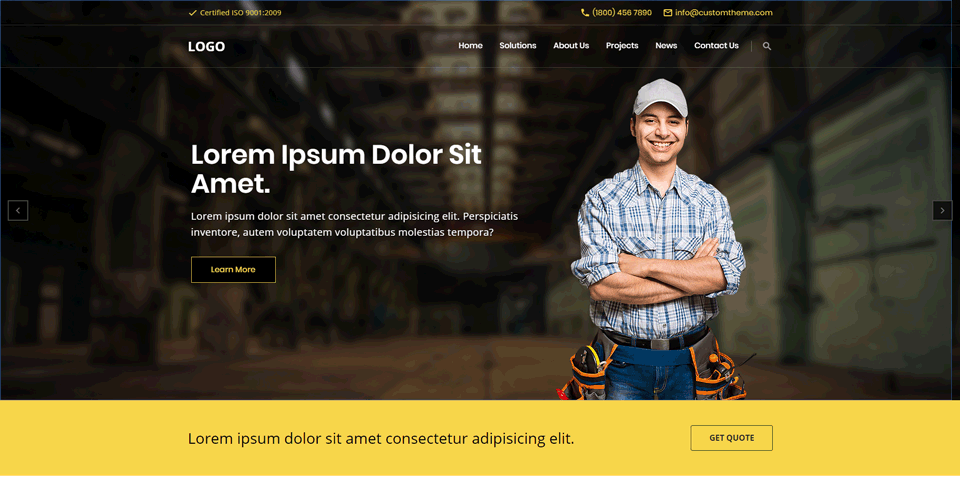 Certified ISO 9001:2009
(1800) 456 7890 info@customtheme.com
LOGO Home Solutions About Us Projects News Contact Us
Lorem Ipsum Dolor Sit
Amet.
Lorem ipsum dolor sit amet consectetur adipisicing elit. Perspiciatis
inventore, autem voluptatem voluptatibus molestias tempora?
Learn More
Lorem ipsum dolor sit amet consectetur adipisicing elit.
GET QUOTE